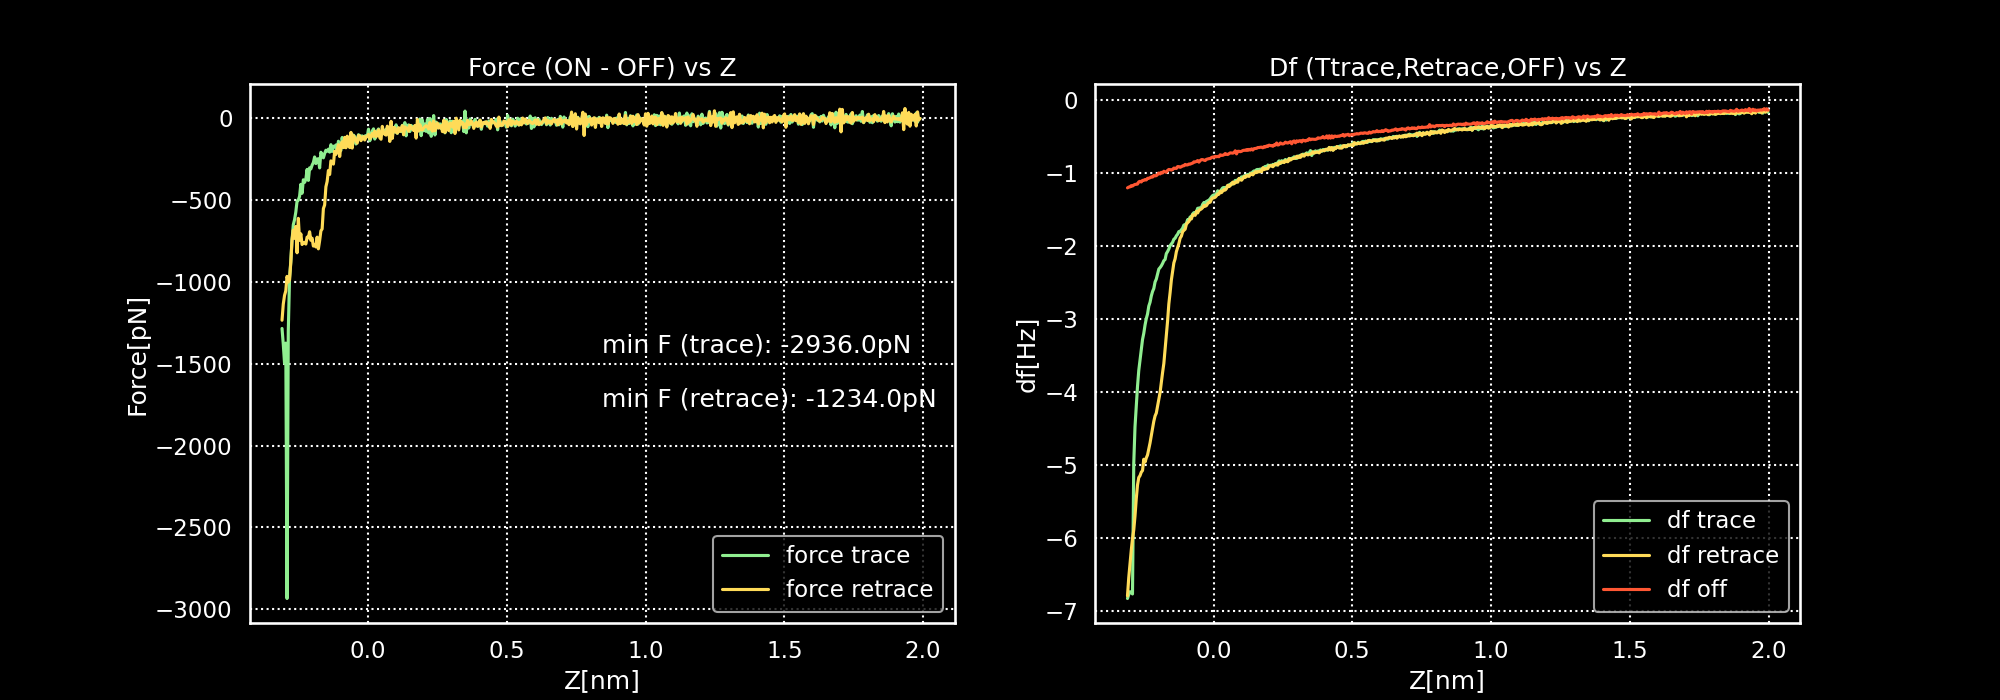 Force (ON - OFF) vs Z
0
−500
−1000
−1500
−2000
−2500
−3000
Force[pN]
min F (trace): -2936.0pN
min F (retrace): -1234.0pN
force trace
force retrace
0.0 0.5 1.0 1.5 2.0
Z[nm]
Df (Ttrace,Retrace,OFF) vs Z
0
−1
−2
−3
−4
−5
−6
−7
df[Hz]
df trace
df retrace
df off
0.0 0.5 1.0 1.5 2.0
Z[nm]